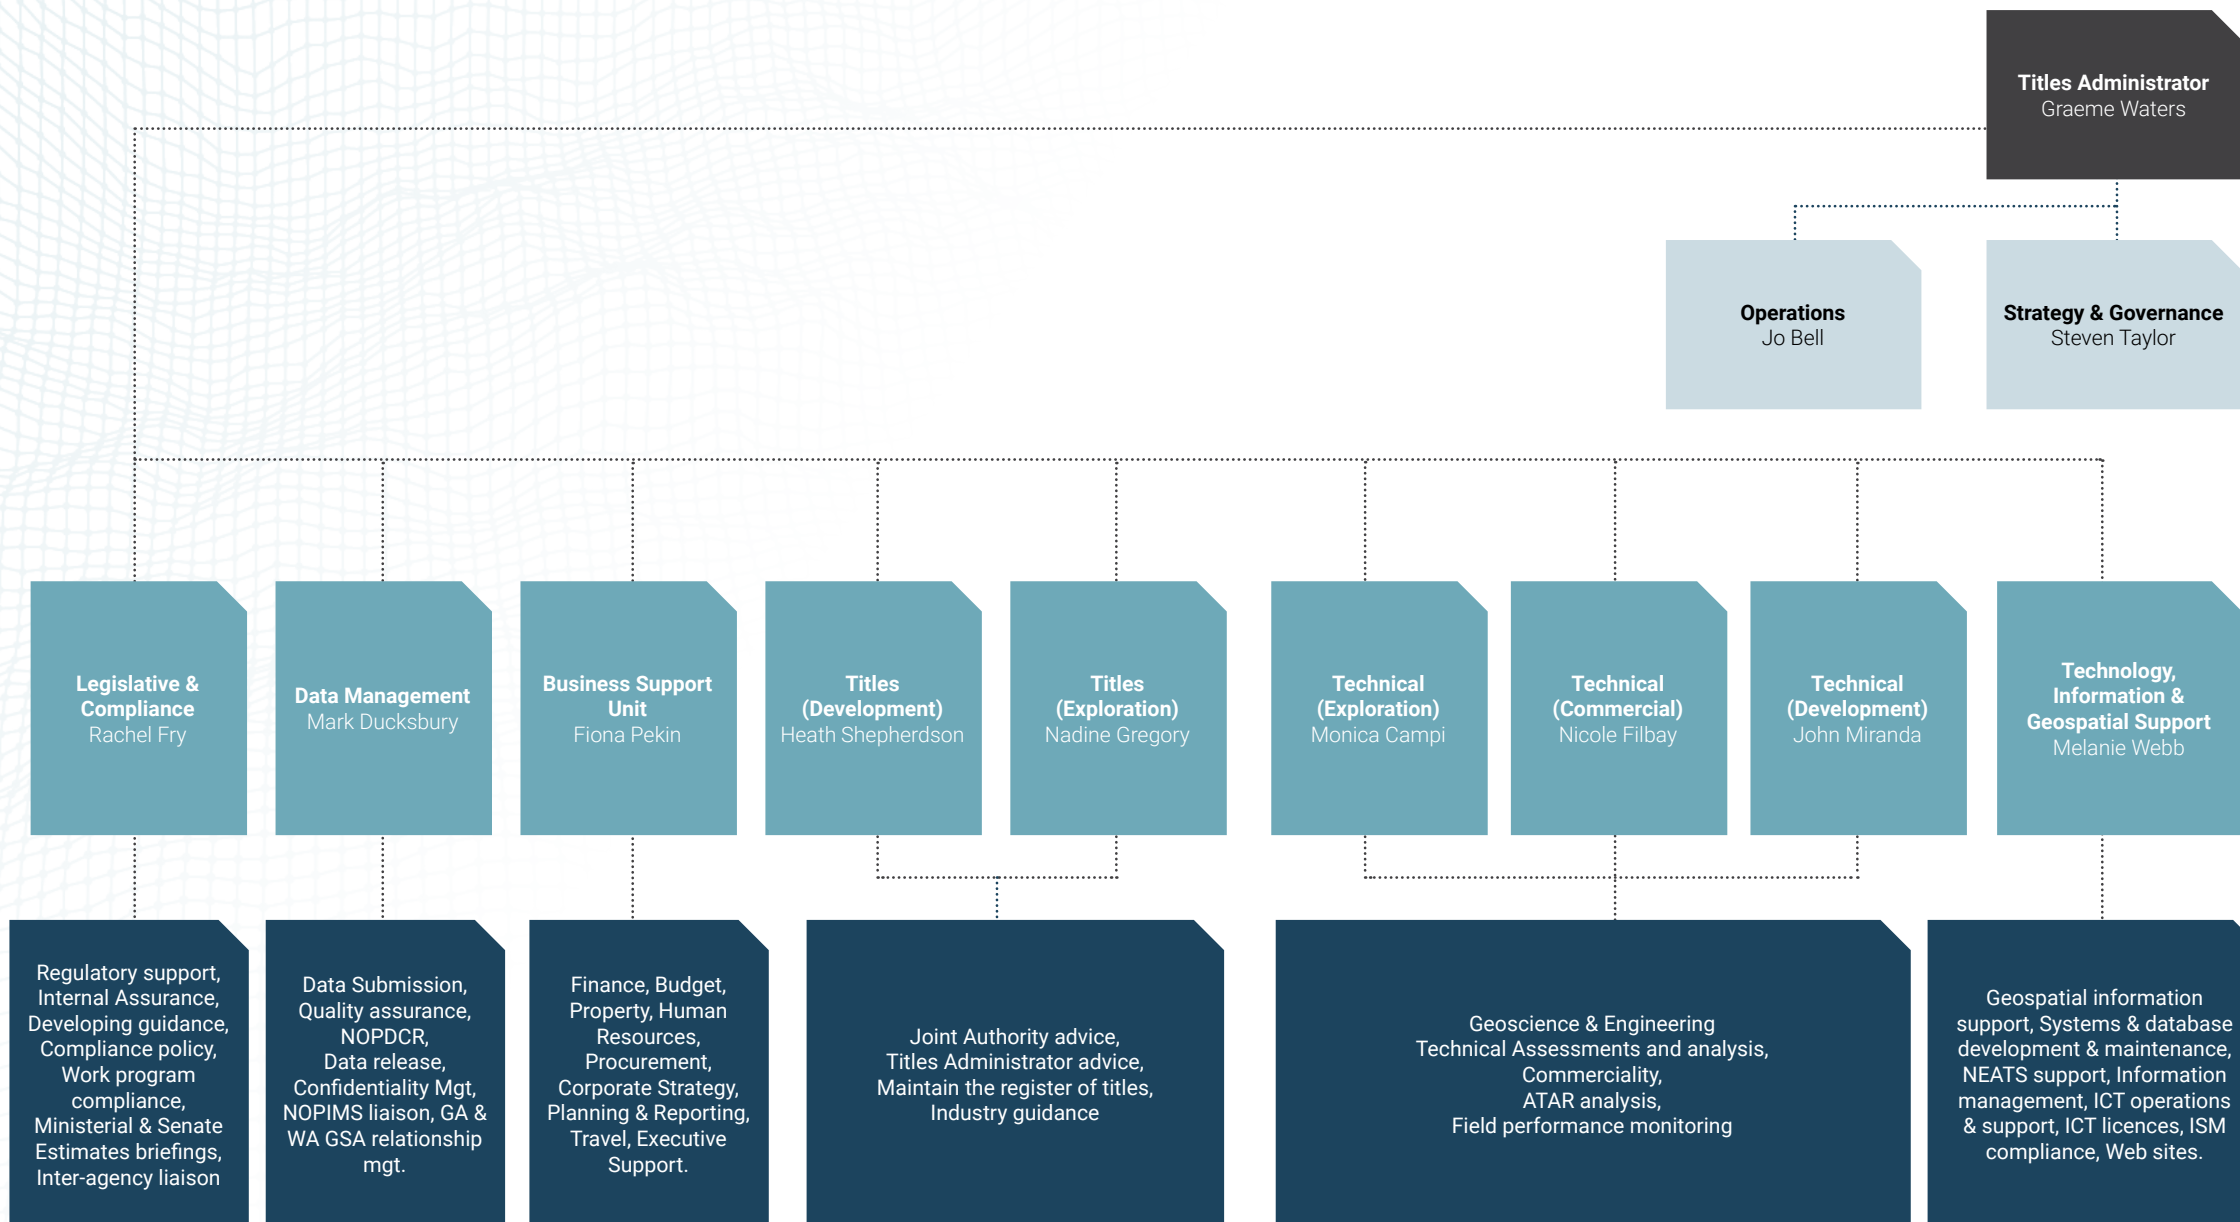 Titles Administrator
Graeme Waters
Operations
Jo Bell
Strategy & Governance
Steven Taylor
Legislative &
Compliance
Rachel Fry
Data Management
Mark Ducksbury
Business Support
Unit
Fiona Pekin
Titles
(Development)
Heath Shepherdson
Titles
(Exploration)
Nadine Gregory
Technical
(Exploration)
Monica Campi
Technical
(Commercial)
Nicole Filbay
Technical
(Development)
John Miranda
Technology,
Information &
Geospatial Support
Melanie Webb
Regulatory support,
Internal Assurance,
Developing guidance,
Compliance policy,
Work program
compliance,
Ministerial & Senate
Estimates briefings,
Inter-agency liaison
Data Submission,
Quality assurance,
NOPDCR,
Data release,
Confidentiality Mgt,
NOPIMS liaison, GA &
WA GSA relationship
mgt.
Finance, Budget,
Property, Human
Resources,
Procurement,
Corporate Strategy,
Planning & Reporting,
Travel, Executive
Support.
Joint Authority advice,
Titles Administrator advice,
Maintain the register of titles,
Industry guidance
Geoscience & Engineering
Technical Assessments and analysis,
Commerciality,
ATAR analysis,
Field performance monitoring
Geospatial information
support, Systems & database
development & maintenance,
NEATS support, Information
management, ICT operations
& support, ICT licences, ISM
compliance, Web sites.